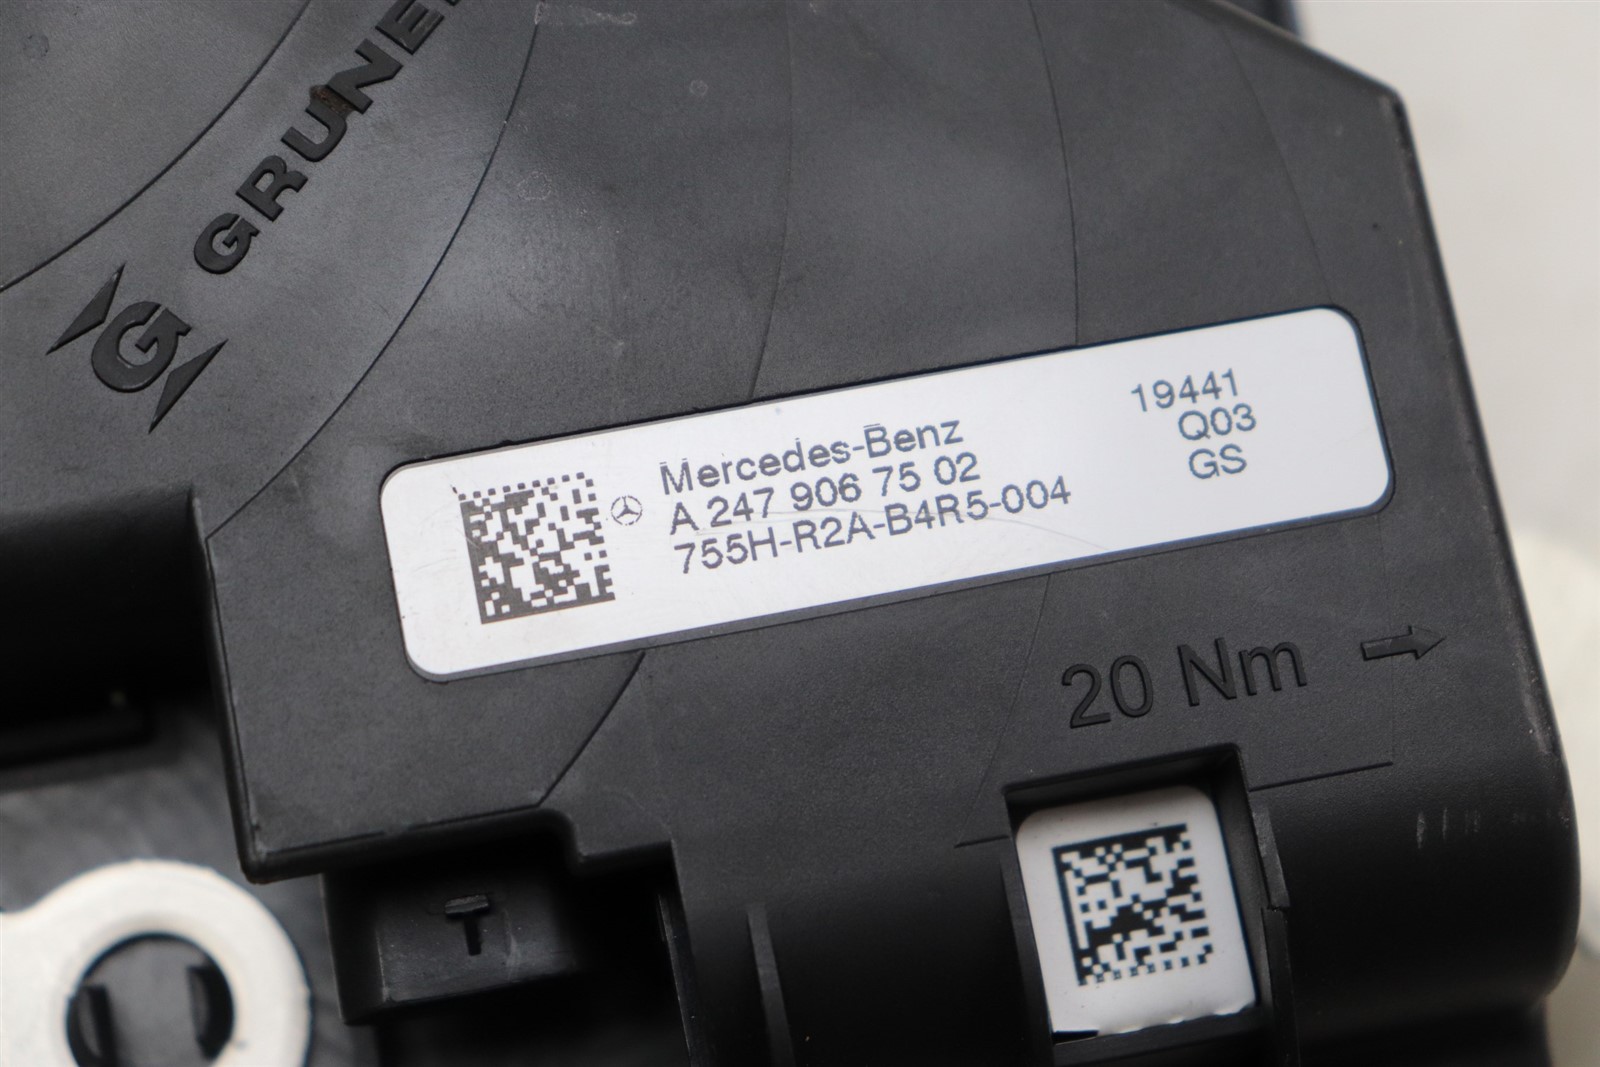 GRUNE
Mercedes-Benz
A 247 906 75 02
755H-R2A-B4R5-004
19441
Q03
GS
20 Nm
T